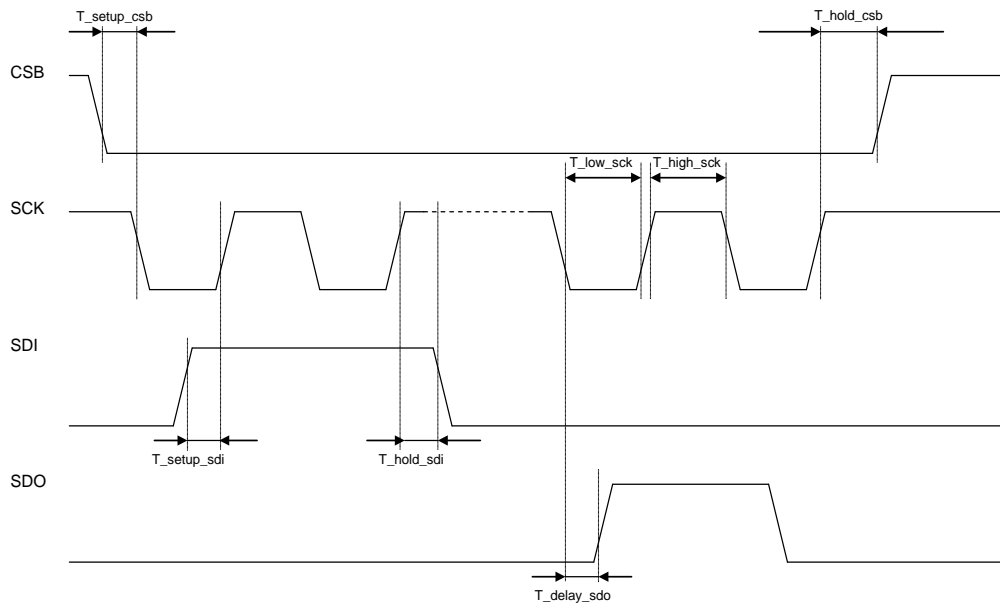 T_setup_csb
T_hold_csb
CSB
T_low_sck
T_high_sck
SCK
SDI
T_setup_sdi
T_hold_sdi
SDO
T_delay_sdo